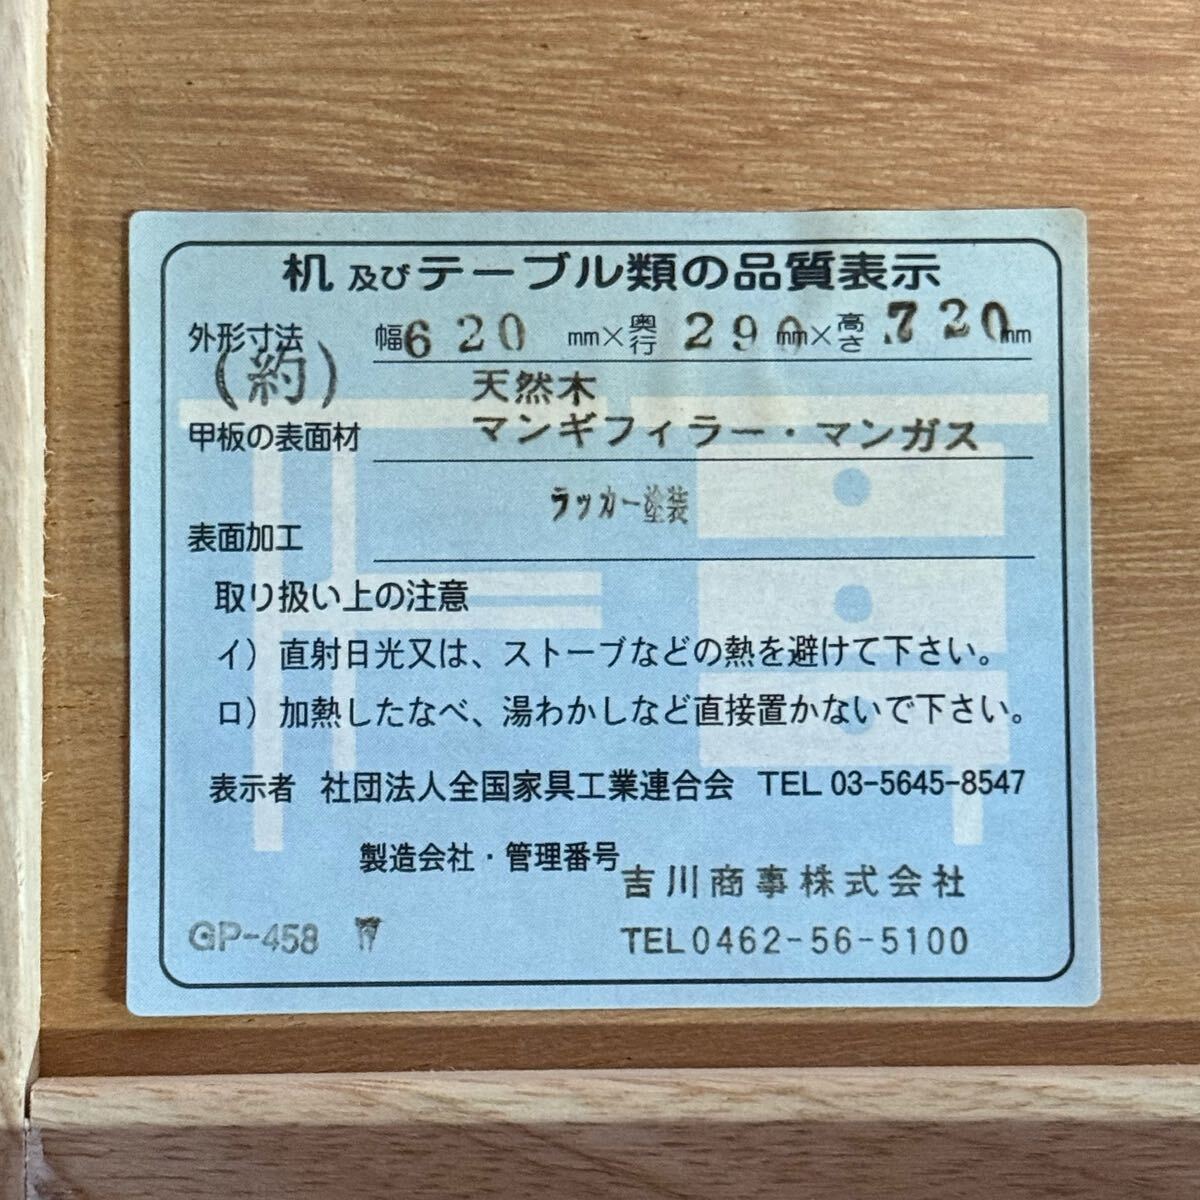 机及びテーブル類の品質表示
外形寸法 幅620 mm×奥行 290 mm×高さ 720mm
(約)
天然木
甲板の表面材 マンギフィラー・マンガス
ラッカー塗装
表面加工
取り扱い上の注意
イ)直射日光又は、ストーブなどの熱を避けて下さい。
ロ)加熱したなべ、湯わかしなど直接置かないで下さい。
表示者 社団法人全国家具工業連合会 TEL 03-5645-8547
製造会社・管理番号
吉川商事株式会社
GP-458 TEL0462-56-5100